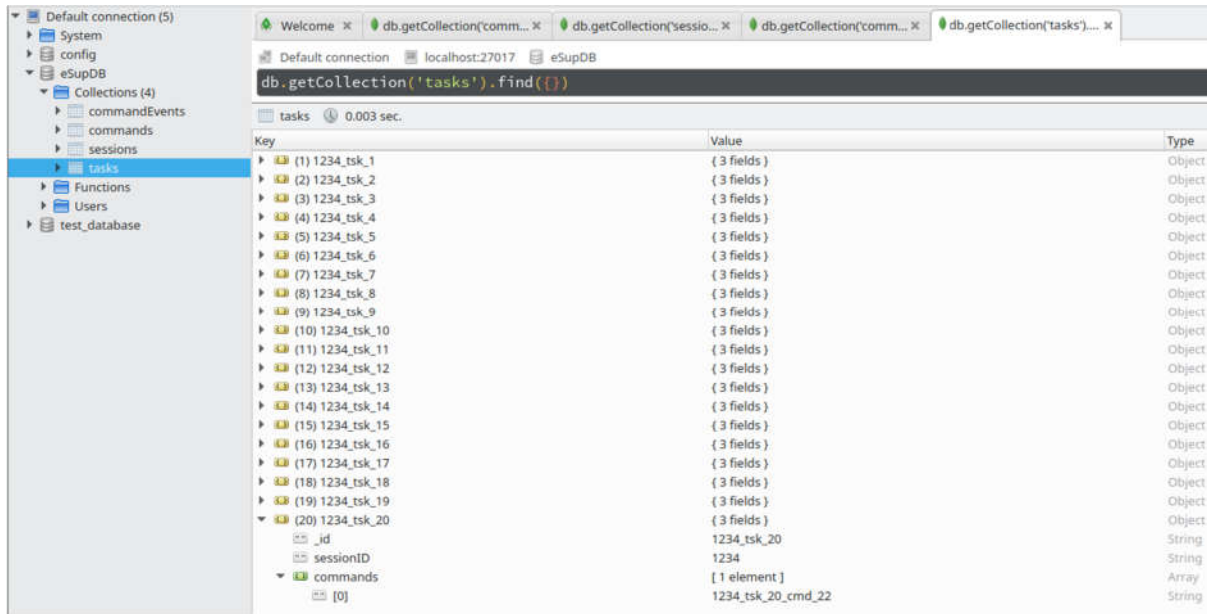 Default connection (5)
System
config
eSupDB
Collections (4)
commandEvents
commands
sessions
tasks
Functions
Users
test_database
Welcome db.getCollection('comm... db.getCollection('sessio... db.getCollection('comm... db.getCollection('tasks')....
Default connection localhost:27017 eSupDB
db.getCollection('tasks').find({})
tasks 0.003 sec.
Key Value Type
(1) 1234_tsk_1 { 3 fields } Object
(2) 1234_tsk_2 { 3 fields } Object
(3) 1234_tsk_3 { 3 fields } Object
(4) 1234_tsk_4 { 3 fields } Object
(5) 1234_tsk_5 { 3 fields } Object
(6) 1234_tsk_6 { 3 fields } Object
(7) 1234_tsk_7 { 3 fields } Object
(8) 1234_tsk_8 { 3 fields } Object
(9) 1234_tsk_9 { 3 fields } Object
(10) 1234_tsk_10 { 3 fields } Object
(11) 1234_tsk_11 { 3 fields } Object
(12) 1234_tsk_12 { 3 fields } Object
(13) 1234_tsk_13 { 3 fields } Object
(14) 1234_tsk_14 { 3 fields } Object
(15) 1234_tsk_15 { 3 fields } Object
(16) 1234_tsk_16 { 3 fields } Object
(17) 1234_tsk_17 { 3 fields } Object
(18) 1234_tsk_18 { 3 fields } Object
(19) 1234_tsk_19 { 3 fields } Object
(20) 1234_tsk_20 { 3 fields } Object
_id 1234_tsk_20 String
sessionID 1234 String
commands [ 1 element ] Array
[0] 1234_tsk_20_cmd_22 String